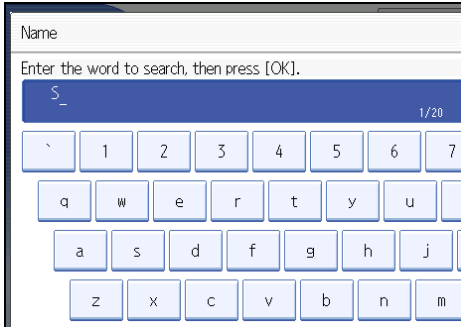 Name
Enter the word to search, then press [OK].
S_
1/20
` 1 2 3 4 5 6 7
q w e r t y u
a s d f g h j
z x c v b n m